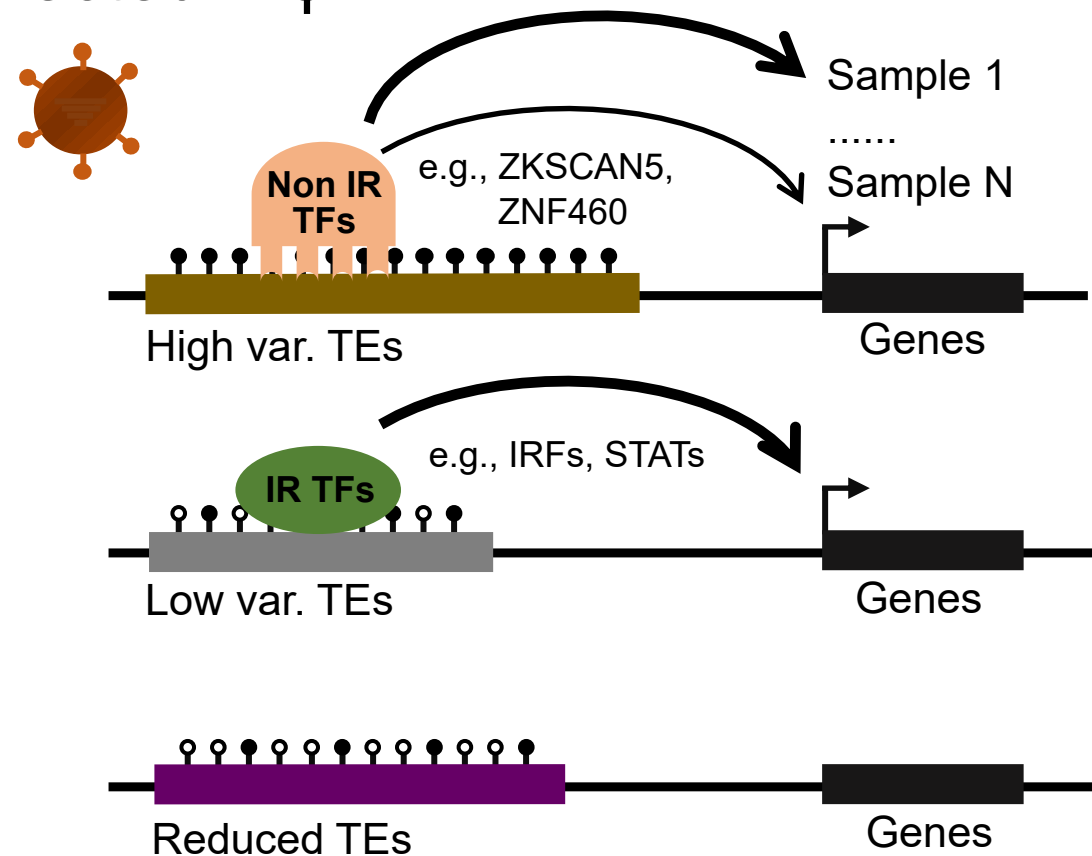 Sample 1
......
Sample N
e.g., ZKSCAN5,
ZNF460
Non IR
TFs
High var. TEs
Genes
e.g., IRFs, STATs
IR TFs
Low var. TEs
Genes
Reduced TEs
Genes